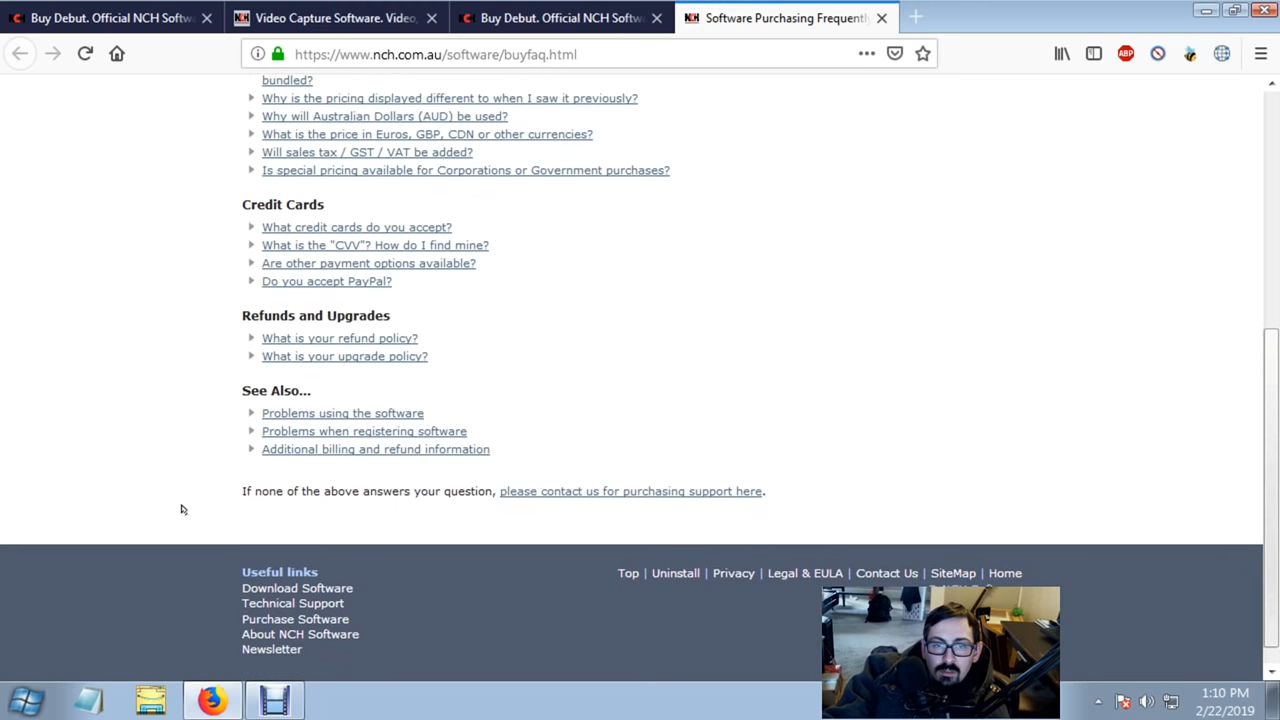 Buy Debut. Official NCH Softw
Video Capture Software. Video,
Buy Debut. Official NCH Softw
Software Purchasing Frequently
https://www.nch.com.au/software/buyfaq.html
ABP
bundled?
Why is the pricing displayed different to when I saw it previously?
Why will Australian Dollars (AUD) be used?
What is the price in Euros, GBP, CDN or other currencies?
Will sales tax / GST / VAT be added?
Is special pricing available for Corporations or Government purchases?
Credit Cards
What credit cards do you accept?
What is the "CVV"? How do I find mine?
Are other payment options available?
Do you accept PayPal?
Refunds and Upgrades
What is your refund policy?
What is your upgrade policy?
See Also...
Problems using the software
Problems when registering software
Additional billing and refund information
If none of the above answers your question, please contact us for purchasing support here.
Useful links
Download Software
Technical Support
Purchase Software
About NCH Software
Newsletter
Top | Uninstall | Privacy | Legal & EULA | Contact Us | SiteMap | Home
1:10 PM
2/22/2019